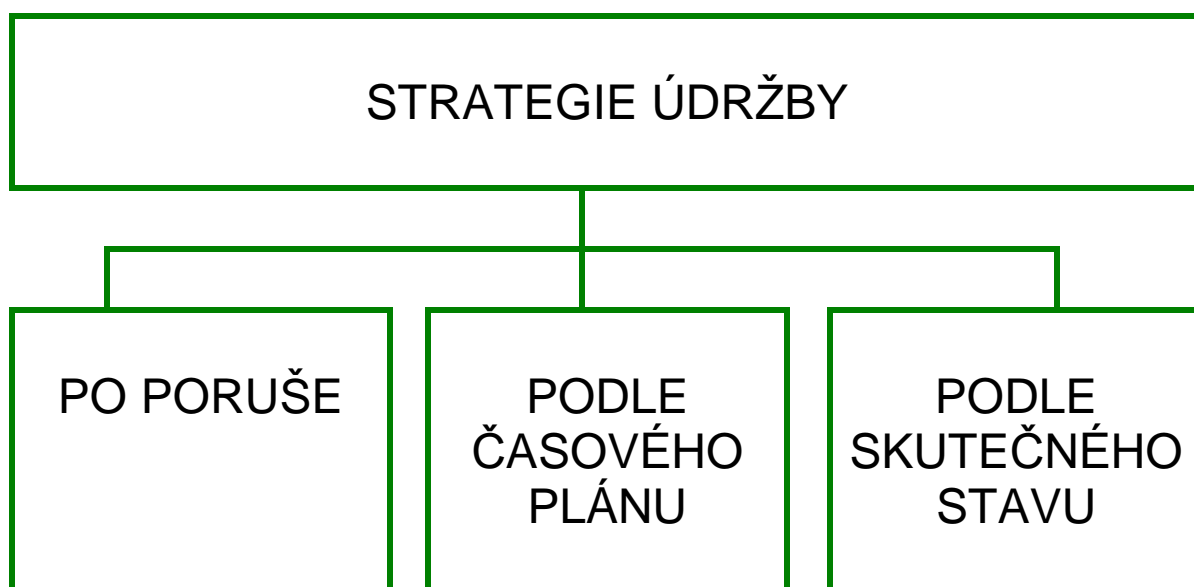 STRATEGIE ÚDRŽBY
PO PORUŠE
PODLE
ČASOVÉHO
PLÁNU
PODLE
SKUTEČNÉHO
STAVU